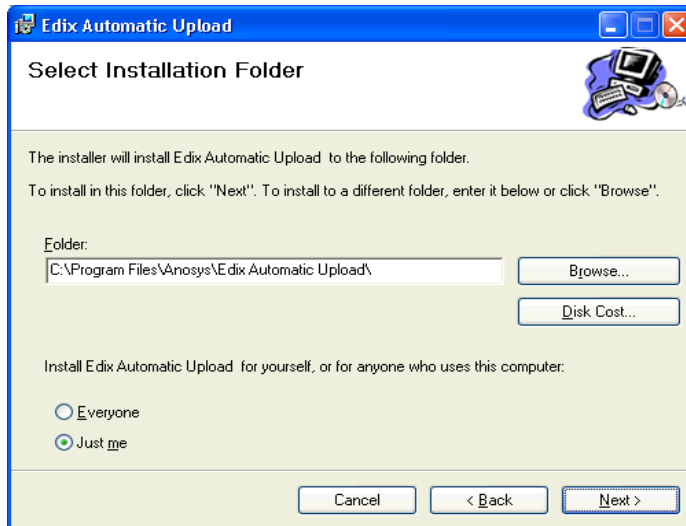 Edix Automatic Upload
Select Installation Folder
The installer will install Edix Automatic Upload to the following folder.
To install in this folder, click "Next". To install to a different folder, enter it below or click "Browse".
Folder:
C:\Program Files\Anosys\Edix Automatic Upload\
Browse...
Disk Cost...
Install Edix Automatic Upload for yourself, or for anyone who uses this computer:
Everyone
Just me
Cancel
< Back
Next >